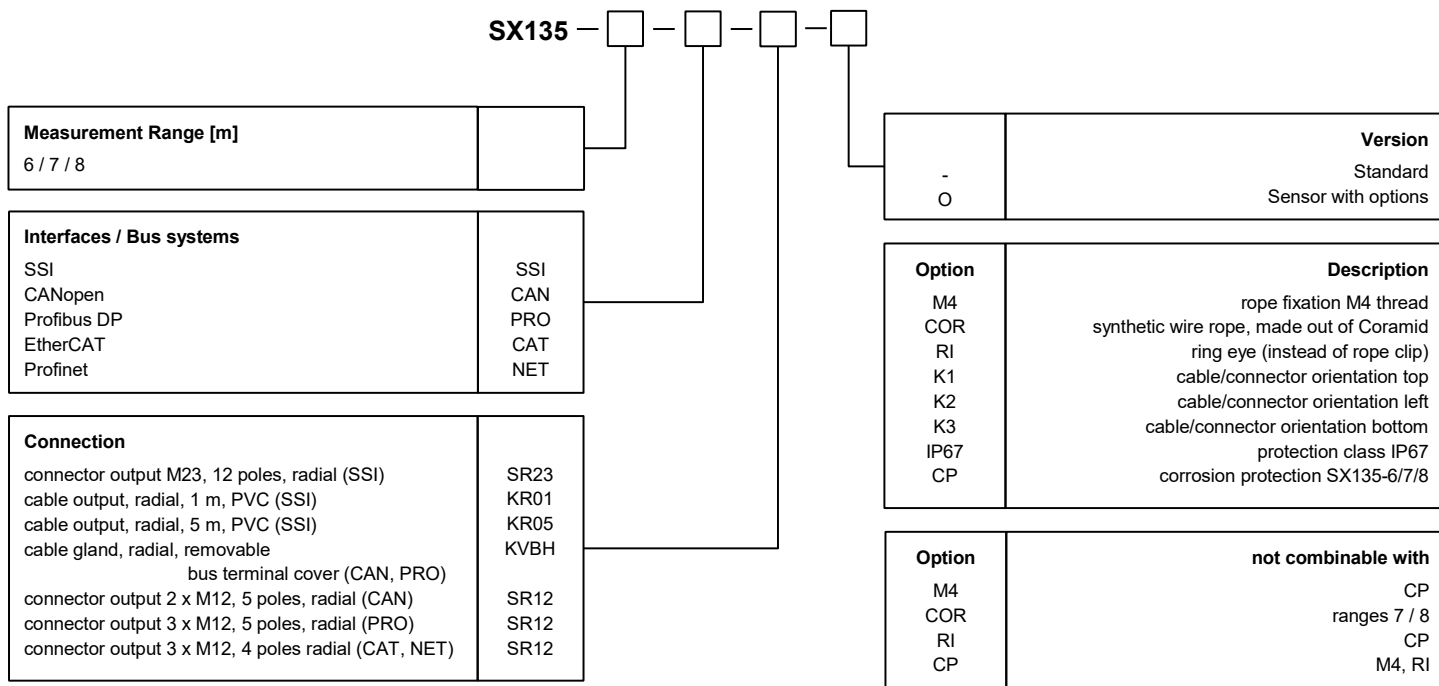 SX135 – – – –
Measurement Range [m]
6 / 7 / 8
Interfaces / Bus systems
SSI SSI
CANopen CAN
Profibus DP PRO
EtherCAT CAT
Profinet NET
Connection
connector output M23, 12 poles, radial (SSI) SR23
cable output, radial, 1 m, PVC (SSI) KR01
cable output, radial, 5 m, PVC (SSI) KR05
cable gland, radial, removable KVBH
bus terminal cover (CAN, PRO)
connector output 2 x M12, 5 poles, radial (CAN) SR12
connector output 3 x M12, 5 poles, radial (PRO) SR12
connector output 3 x M12, 4 poles radial (CAT, NET) SR12
Version
- Standard
O Sensor with options
Option Description
M4 rope fixation M4 thread
COR synthetic wire rope, made out of Coramid
RI ring eye (instead of rope clip)
K1 cable/connector orientation top
K2 cable/connector orientation left
K3 cable/connector orientation bottom
IP67 protection class IP67
CP corrosion protection SX135-6/7/8
Option not combinable with
M4 CP
COR ranges 7 / 8
RI CP
CP M4, RI